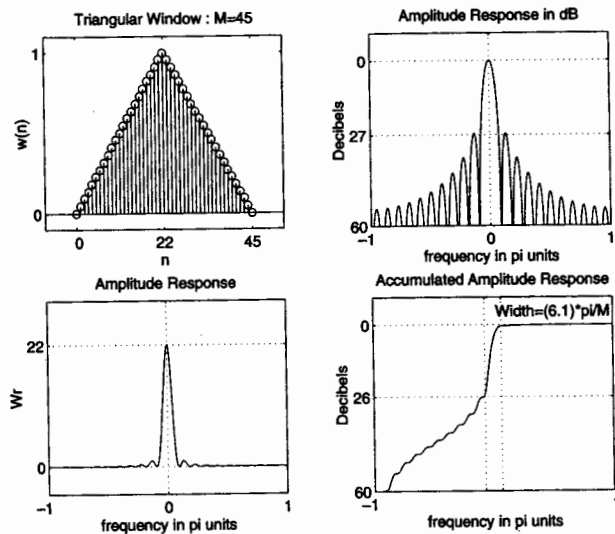 Triangular Window : M=45
1
w(n)
0
0
22
45
n
Amplitude Response in dB
0
Decibels
27
60
-1
0
1
frequency in pi units
Amplitude Response
22
Wr
0
-1
0
1
frequency in pi units
Accumulated Amplitude Response
Width=(6.1)*pi/M
0
Decibels
26
60
-1
1
frequency in pi units